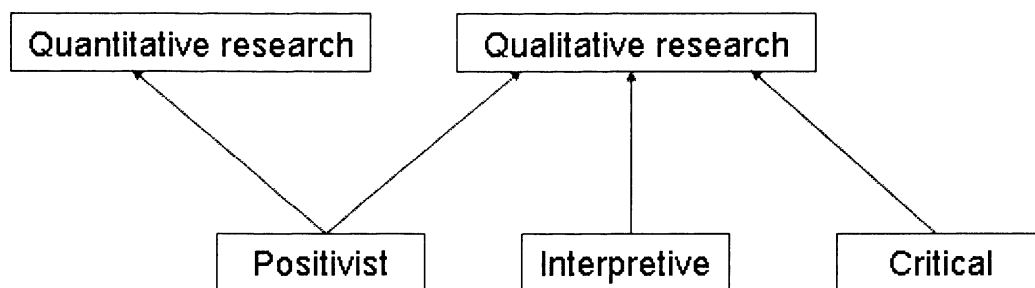 Quantitative research
Qualitative research
Positivist
Interpretive
Critical